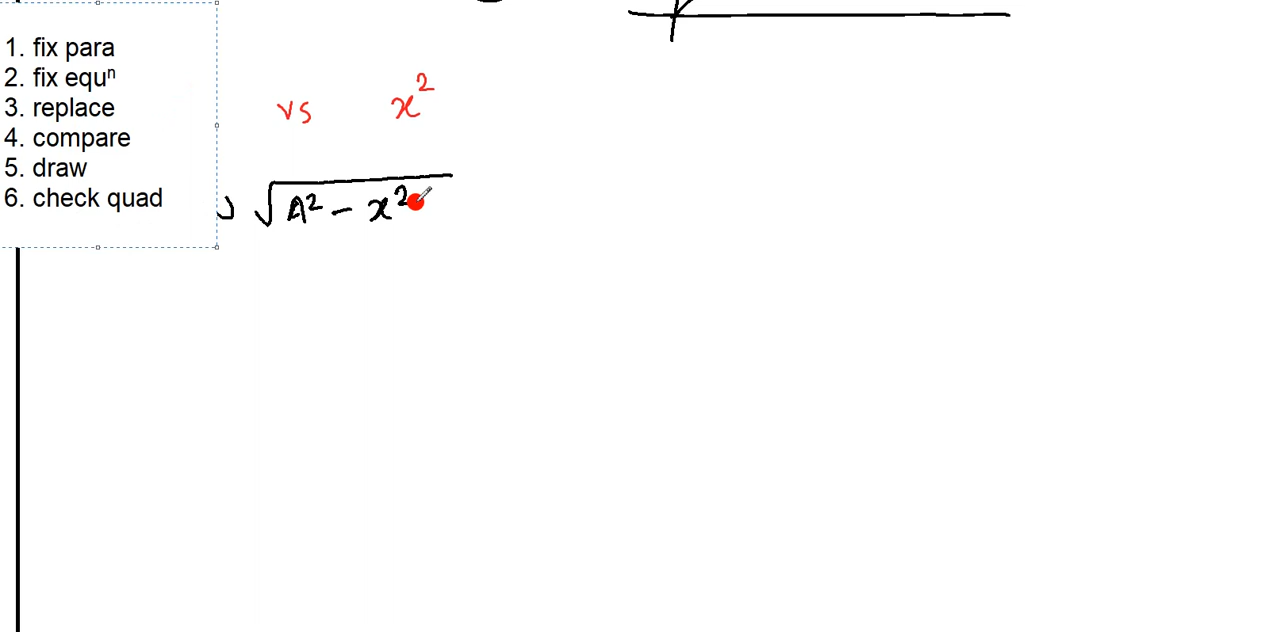 1. fix para
2. fix equⁿ
3. replace
4. compare
5. draw
6. check quad
vs x²
√(A² − x²)